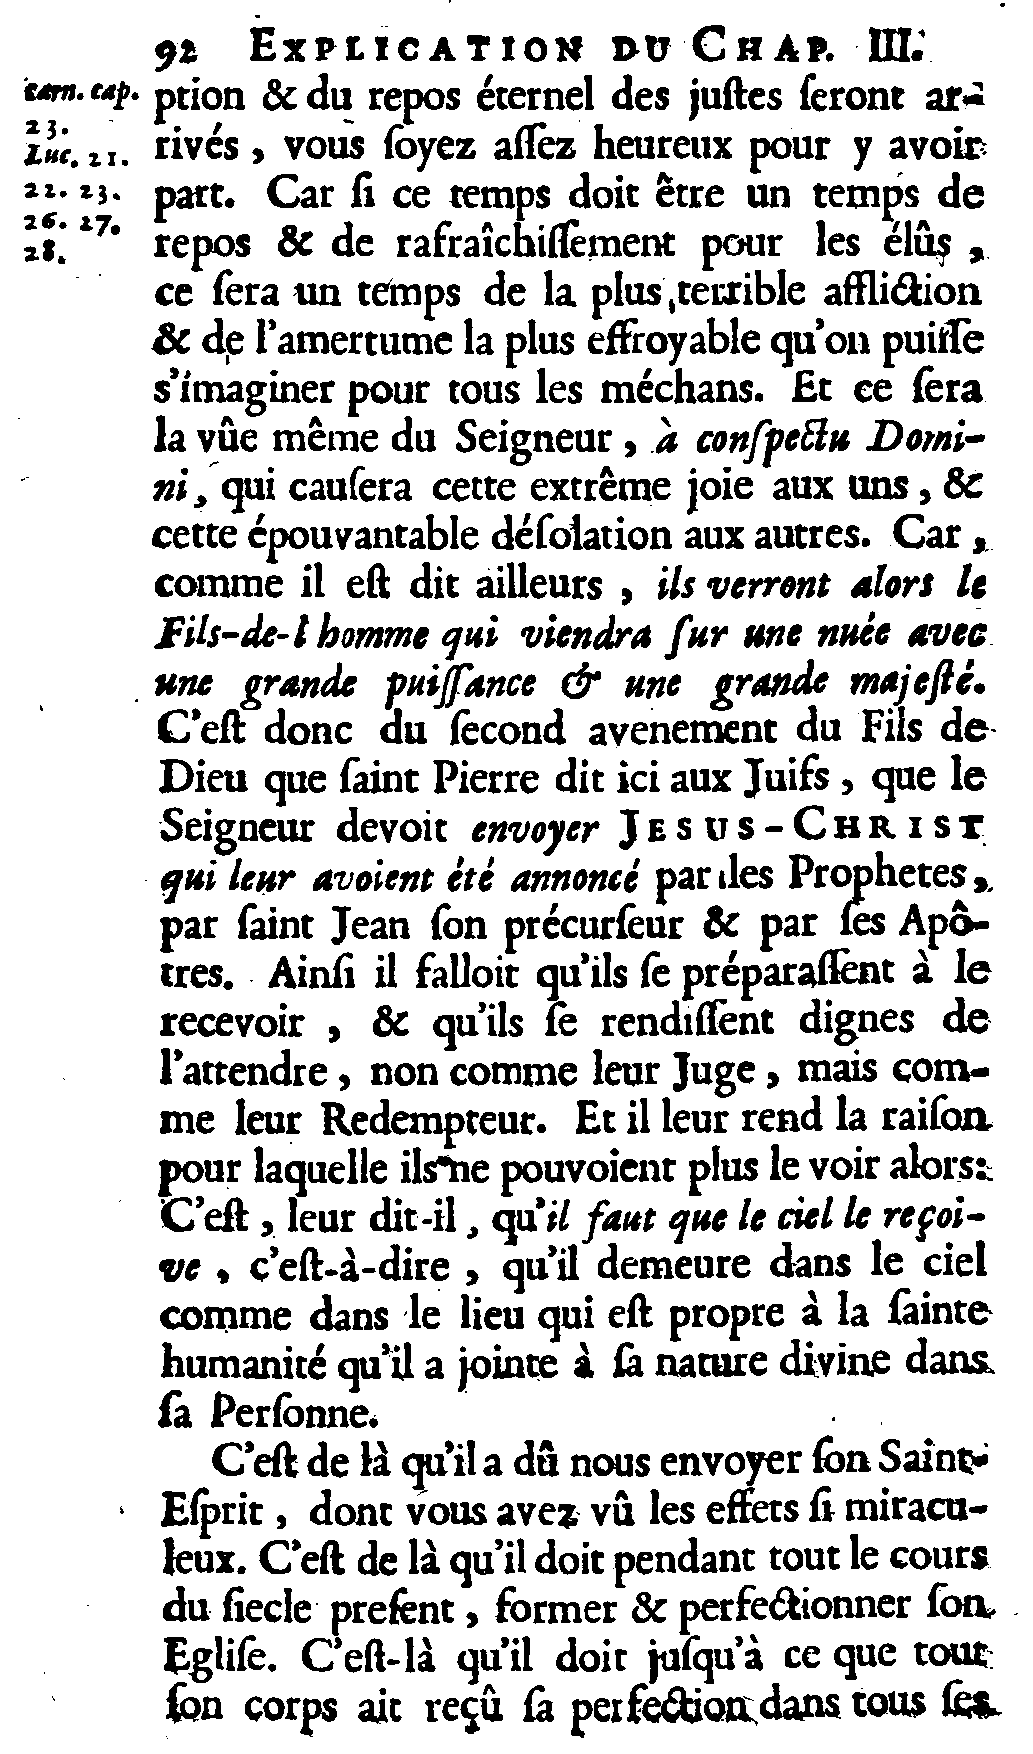 92 EXPLICATION DU CHAP. III.
carn. cap.
23.
Luc. 21.
22. 23.
26. 27.
28.
ption & du repos éternel des juſtes ſeront ar-
rivés , vous ſoyez aſſez heureux pour y avoir
part. Car ſi ce temps doit être un temps de
repos & de rafraîchiſſement pour les élûs ,
ce ſera un temps de la plus terrible affliction
& de l'amertume la plus effroyable qu'on puiſſe
s'imaginer pour tous les méchans. Et ce ſera
la vûe même du Seigneur , à conſpectu Domi-
ni, qui cauſera cette extrême joie aux uns , &
cette épouvantable déſolation aux autres. Car ,
comme il eſt dit ailleurs , ils verront alors le
Fils-de-l homme qui viendra ſur une nuée avec
une grande puiſſance & une grande majeſté.
C'eſt donc du ſecond avenement du Fils de
Dieu que ſaint Pierre dit ici aux Juifs , que le
Seigneur devoit envoyer JESUS-CHRIST
qui leur avoient été annoncé par les Prophetes ,
par ſaint Jean ſon précurſeur & par ſes Apô-
tres. Ainſi il falloit qu'ils ſe préparaſſent à le
recevoir , & qu'ils ſe rendiſſent dignes de
l'attendre , non comme leur Juge , mais com-
me leur Redempteur. Et il leur rend la raiſon
pour laquelle ils ne pouvoient plus le voir alors:
C'eſt , leur dit-il , qu'il faut que le ciel le reçoi-
ve , c'eſt-à-dire , qu'il demeure dans le ciel
comme dans le lieu qui eſt propre à la ſainte
humanité qu'il a jointe à ſa nature divine dans
ſa Perſonne.
C'eſt de là qu'il a dû nous envoyer ſon Saint-
Eſprit , dont vous avez vû les effets ſi miracu-
leux. C'eſt de là qu'il doit pendant tout le cours
du ſiecle preſent , former & perfectionner ſon
Egliſe. C'eſt-là qu'il doit juſqu'à ce que tout
ſon corps ait reçû ſa perfection dans tous ſes